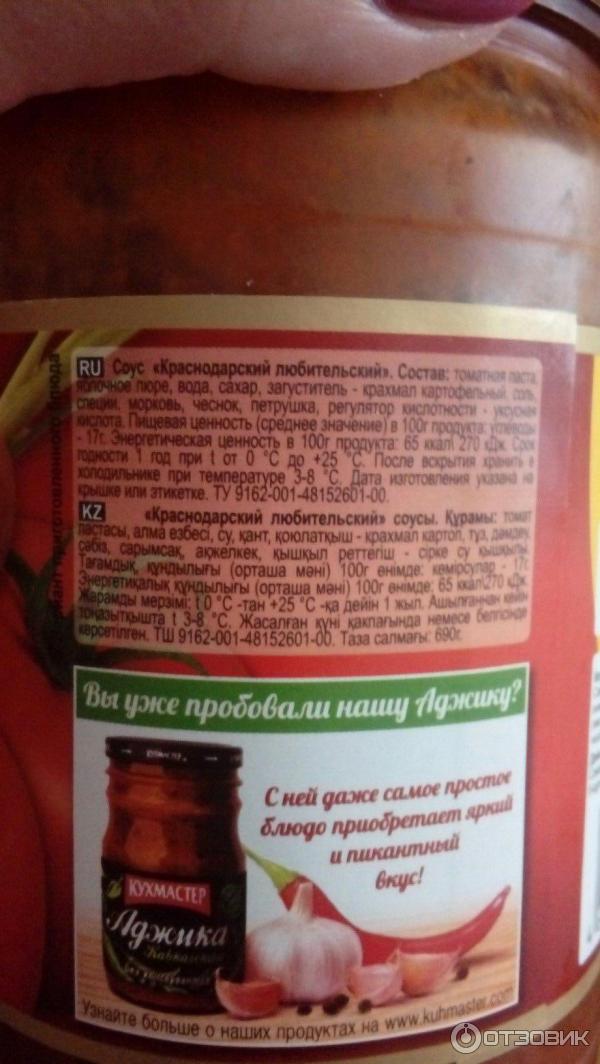 RU Соус «Краснодарский любительский». Состав: томатная паста,
яблочное пюре, вода, сахар, загуститель - крахмал картофельный, соль,
специи, морковь, чеснок, петрушка, регулятор кислотности - уксусная
кислота. Пищевая ценность (среднее значение) в 100г продукта: углеводы
- 17г. Энергетическая ценность в 100г продукта: 65 ккал\ 270 кДж. Срок
годности 1 год при t от 0 °С до +25 °С. После вскрытия хранить в
холодильнике при температуре 3-8 °С. Дата изготовления указана на
крышке или этикетке. ТУ 9162-001-48152601-00.
KZ «Краснодарский любительский» соусы. Құрамы: томат
пастасы, алма езбесі, су, қант, қоюлатқыш - крахмал картоп, туз, дәмдеу,
сәбіз, сарымсақ, ақжелкек, қышқыл реттегіш - сірке су қышқылы.
Тағамдық құндылығы (орташа мәні) 100г өнімде: көмірсулар - 17г.
Энергетикалық құндылығы (орташа мәні) 100г өнімде: 65 ккал\270 кДж.
Жарамды мерзімі: t 0 °С -тан +25 °С -қа дейін 1 жыл. Ашылғаннан кейін
тоңазытқышта t 3-8 °С. Жасалған күні қақпағында немесе белгісінде
көрсетілген. ТШ 9162-001-48152601-00. Таза салмағы: 690г.
приготовленного блюда
Вы уже пробовали нашу Аджику?
С ней даже самое простое
блюдо приобретает яркий
и пикантный
вкус!
КУХМАСТЕР
Аджика
Кавказская
Узнайте больше о наших продуктах на www.kuhmaster.com
ОТЗОВИК